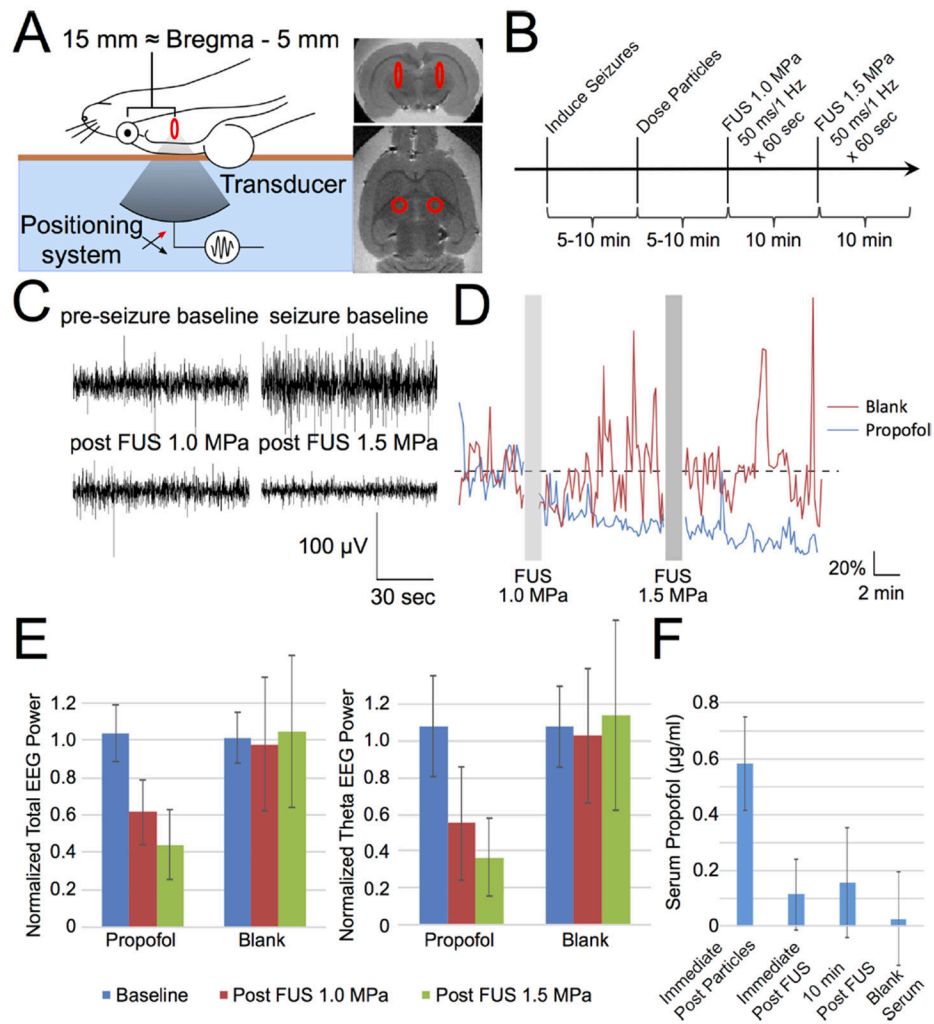 A
15 mm ≈ Bregma - 5 mm
Transducer
Positioning
system
B
Induce Seizures
Dose Particles
FUS 1.0 MPa
50 ms/1 Hz
x 60 sec
FUS 1.5 MPa
50 ms/1 Hz
x 60 sec
5-10 min
5-10 min
10 min
10 min
C
pre-seizure baseline
seizure baseline
post FUS 1.0 MPa
post FUS 1.5 MPa
100 μV
30 sec
D
Blank
Propofol
FUS
1.0 MPa
FUS
1.5 MPa
20%
2 min
E
Normalized Total EEG Power
1.2
1.0
0.8
0.6
0.4
0.2
0
Propofol
Blank
Normalized Theta EEG Power
1.2
1.0
0.8
0.6
0.4
0.2
0
Propofol
Blank
Baseline
Post FUS 1.0 MPa
Post FUS 1.5 MPa
F
Serum Propofol (μg/ml)
0.8
0.6
0.4
0.2
0
Immediate
Post Particles
Immediate
Post FUS
10 min
Post FUS
Blank
Serum